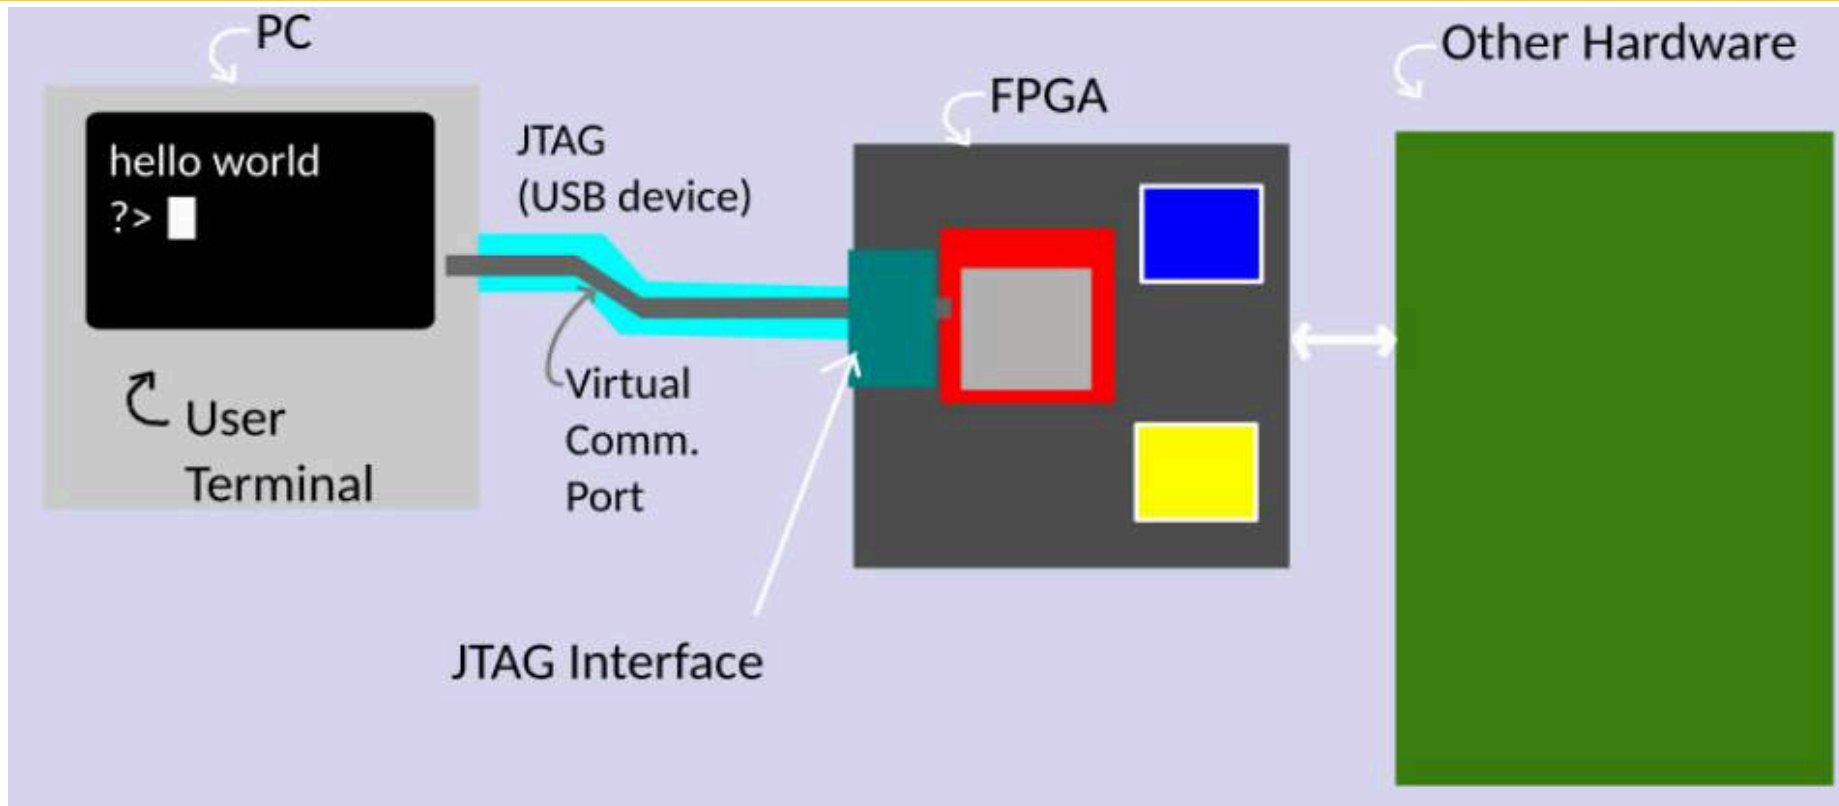 PC
Other Hardware
FPGA
hello world
?>
JTAG
(USB device)
Virtual
Comm.
Port
User
Terminal
JTAG Interface